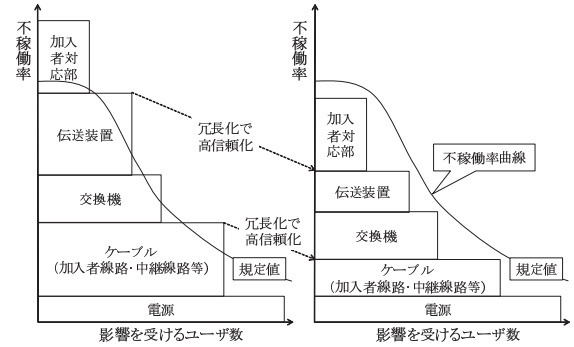 不稼働率
加入
者対
応部
伝送装置
交換機
ケーブル
(加入者線路・中継線路等)
電源
規定値
影響を受けるユーザ数
冗長化で
高信頼化
冗長化で
高信頼化
不稼働率
加入
者対
応部
伝送装置
交換機
ケーブル
(加入者線路・中継線路等)
電源
不稼働率曲線
規定値
影響を受けるユーザ数